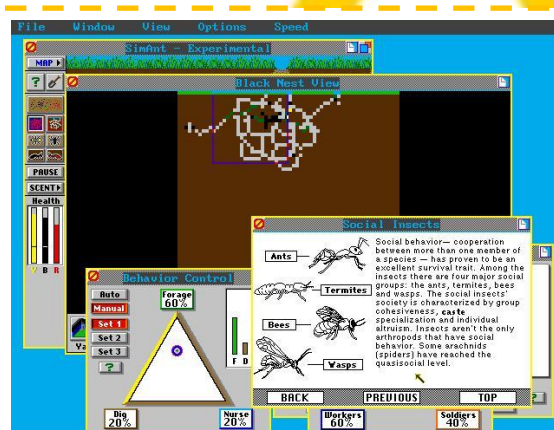 File Window View Options Speed
SimAnt - Experimental
MAP
Black Nest View
?
PAUSE
SCENT
Health
Y B R
Social Insects
Ants
Termites
Bees
Wasps
Social behavior— cooperation
between more than one member of
a species — has proven to be an
excellent survival trait. Among the
insects there are four major social
groups: the ants, termites, bees
and wasps. The social insects'
society is characterized by group
cohesiveness, caste
specialization and individual
altruism. Insects aren't the only
arthropods that have social
behavior. Some arachnids
(spiders) have reached the
quasisocial level.
BACK PREVIOUS TOP
Behavior Control
Auto
Manual
Set 1
Set 2
Set 3
?
Forage
60%
F D
Dig
20%
Nurse
20%
Workers
60%
Soldiers
40%
Ya
?